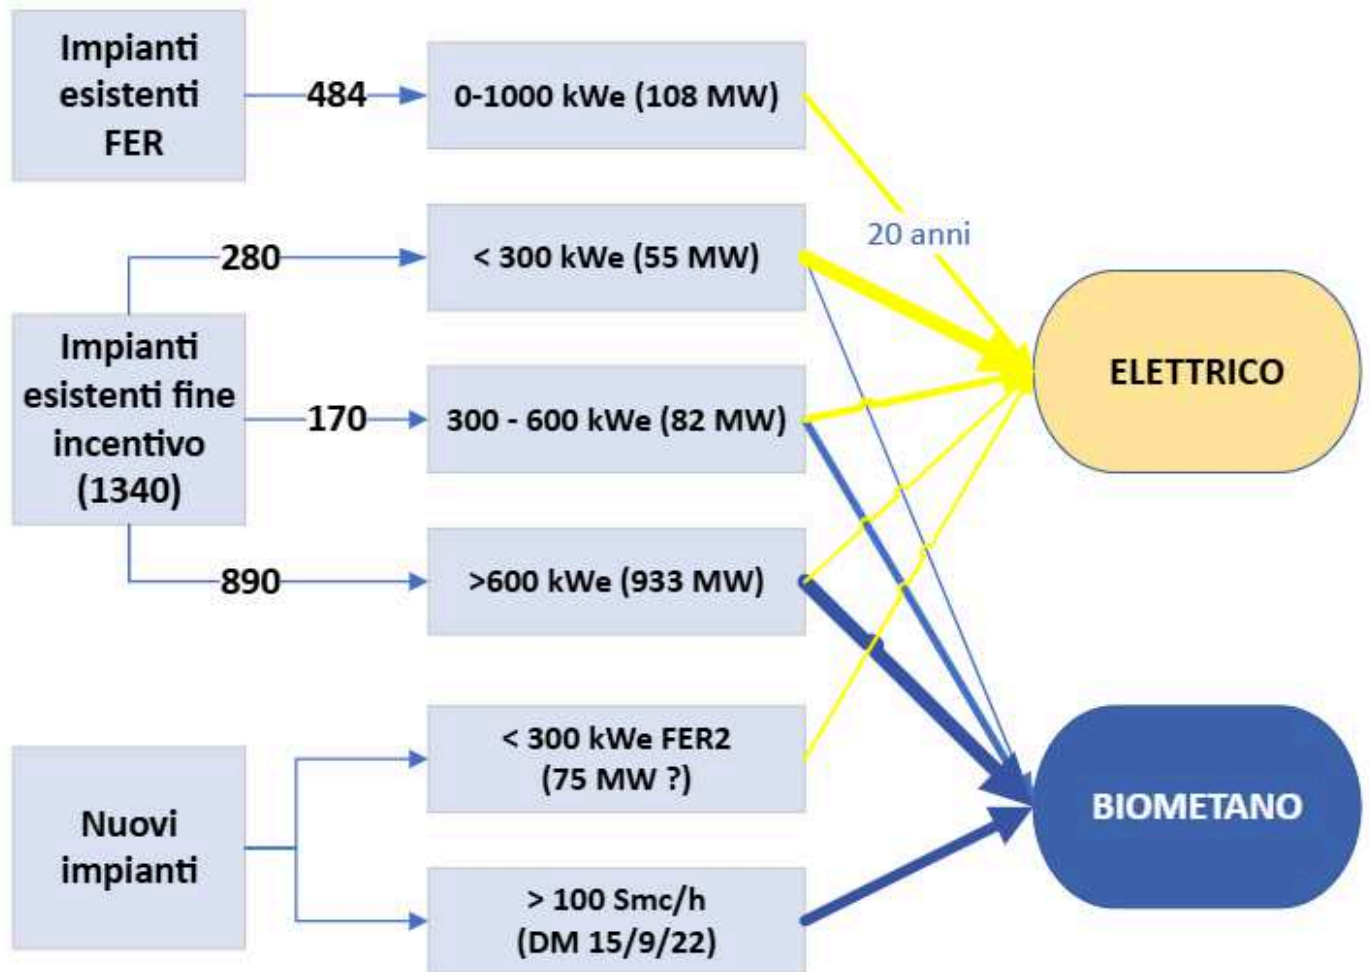 Impianti
esistenti
FER
484
0-1000 kWe (108 MW)
20 anni
280
< 300 kWe (55 MW)
Impianti
esistenti fine
incentivo
(1340)
170
300 - 600 kWe (82 MW)
890
>600 kWe (933 MW)
ELETTRICO
Nuovi
impianti
< 300 kWe FER2
(75 MW ?)
> 100 Smc/h
(DM 15/9/22)
BIOMETANO